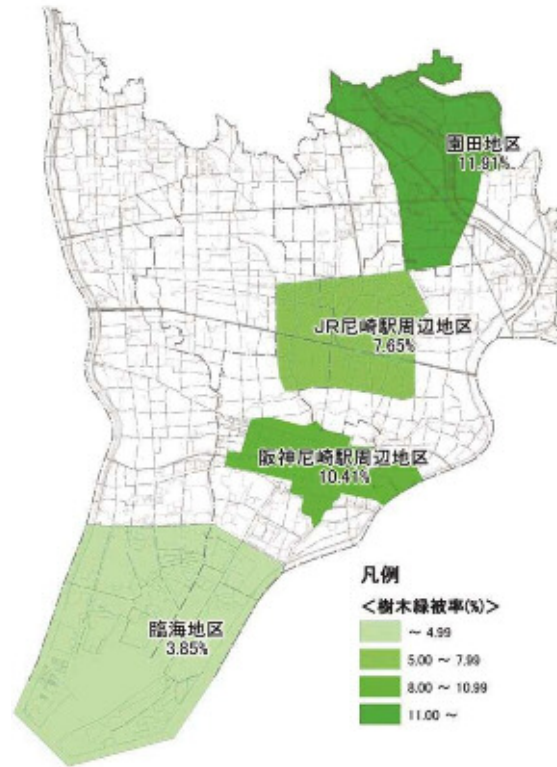 園田地区
11.91%
JR尼崎駅周辺地区
7.65%
阪神尼崎駅周辺地区
10.41%
臨海地区
3.85%
凡例
＜樹木緑被率(%)＞
～ 4.99
5.00 ～ 7.99
8.00 ～ 10.99
11.00 ～